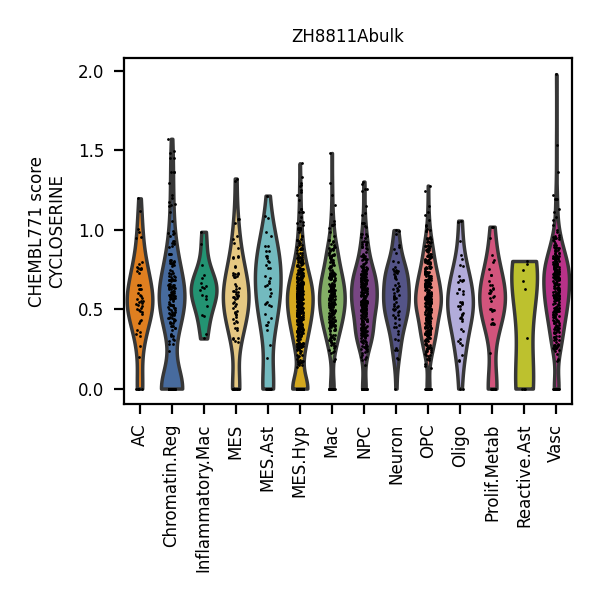 ZH8811Abulk
CHEMBL771 score
CYCLOSERINE
2.0
1.5
1.0
0.5
0.0
AC
Chromatin.Reg
Inflammatory.Mac
MES
MES.Ast
MES.Hyp
Mac
NPC
Neuron
OPC
Oligo
Prolif.Metab
Reactive.Ast
Vasc